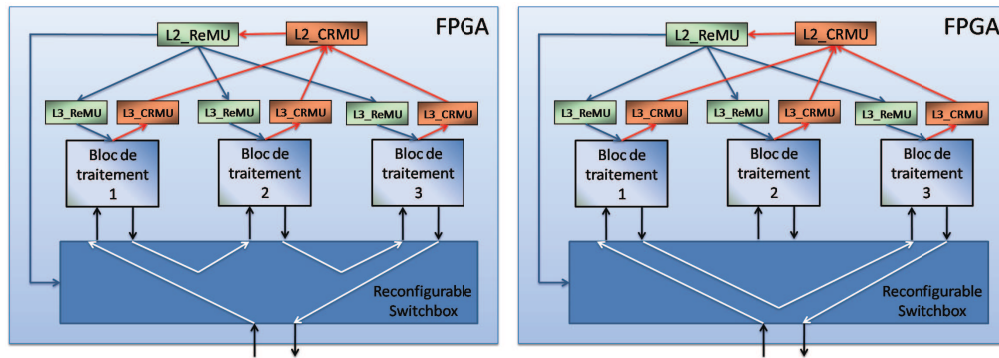 L2_ReMU
L2_CRMU
FPGA
L3_ReMU
L3_CRMU
L3_ReMU
L3_CRMU
L3_ReMU
L3_CRMU
Bloc de
traitement
1
Bloc de
traitement
2
Bloc de
traitement
3
Reconfigurable
Switchbox
L2_ReMU
L2_CRMU
FPGA
L3_ReMU
L3_CRMU
L3_ReMU
L3_CRMU
L3_ReMU
L3_CRMU
Bloc de
traitement
1
Bloc de
traitement
2
Bloc de
traitement
3
Reconfigurable
Switchbox